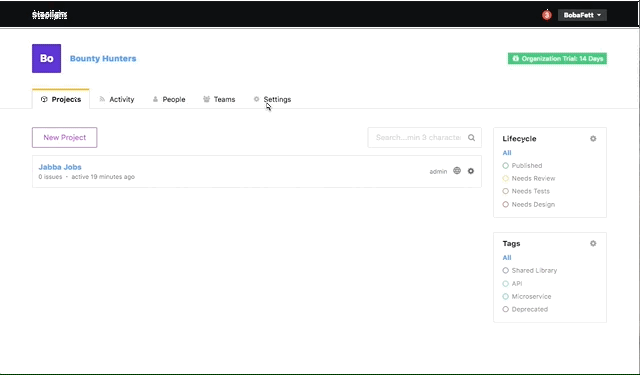 stoplight
3
BobaFett
Bo
Bounty Hunters
Organization Trial: 14 Days
Projects
Activity
People
Teams
Settings
New Project
Search...min 3 character
Jabba Jobs
0 issues - active 19 minutes ago
admin
Lifecycle
All
Published
Needs Review
Needs Tests
Needs Design
Tags
All
Shared Library
API
Microservice
Deprecated